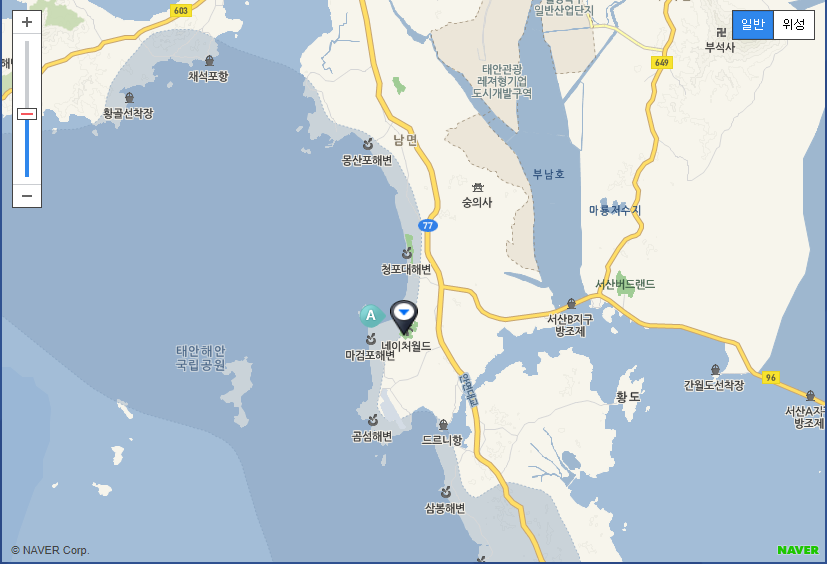 603
일반산업단지
일반
위성
부석사
649
채석포항
태안관광
레저형기업
도시개발구역
횡골선착장
남면
몽산포해변
부남호
숭의사
마룡저수지
77
청포대해변
서산버드랜드
A
서산B지구
방조제
네이처월드
마검포해변
태안해안
국립공원
96
간월도선착장
안면대교
황도
서산A지구
방조제
곰섬해변
드르니항
삼봉해변
© NAVER Corp.
NAVER